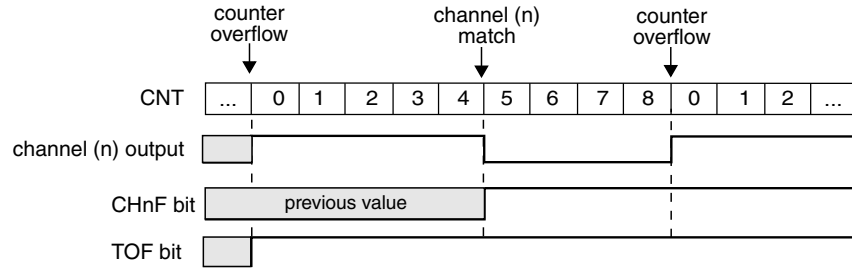 counter
overflow
channel (n)
match
counter
overflow
CNT ... 0 1 2 3 4 5 6 7 8 0 1 2 ...
channel (n) output
CHnF bit previous value
TOF bit